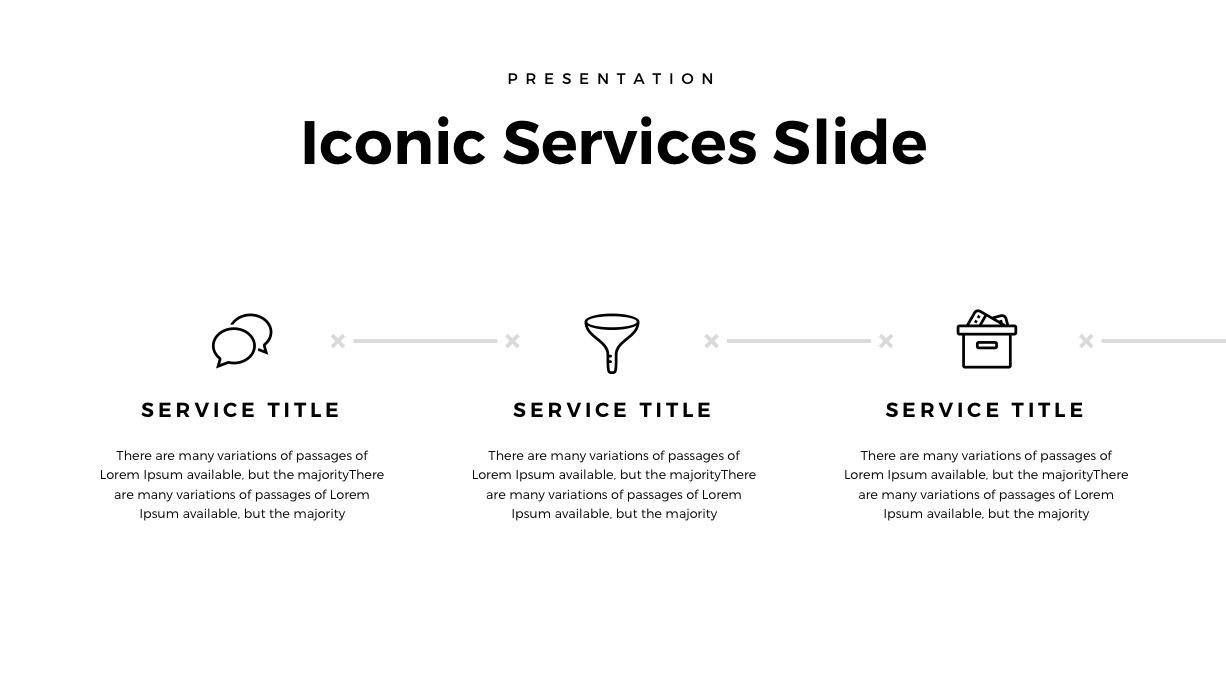 PRESENTATION
Iconic Services Slide
SERVICE TITLE
There are many variations of passages of
Lorem Ipsum available, but the majorityThere
are many variations of passages of Lorem
Ipsum available, but the majority
SERVICE TITLE
There are many variations of passages of
Lorem Ipsum available, but the majorityThere
are many variations of passages of Lorem
Ipsum available, but the majority
SERVICE TITLE
There are many variations of passages of
Lorem Ipsum available, but the majorityThere
are many variations of passages of Lorem
Ipsum available, but the majority